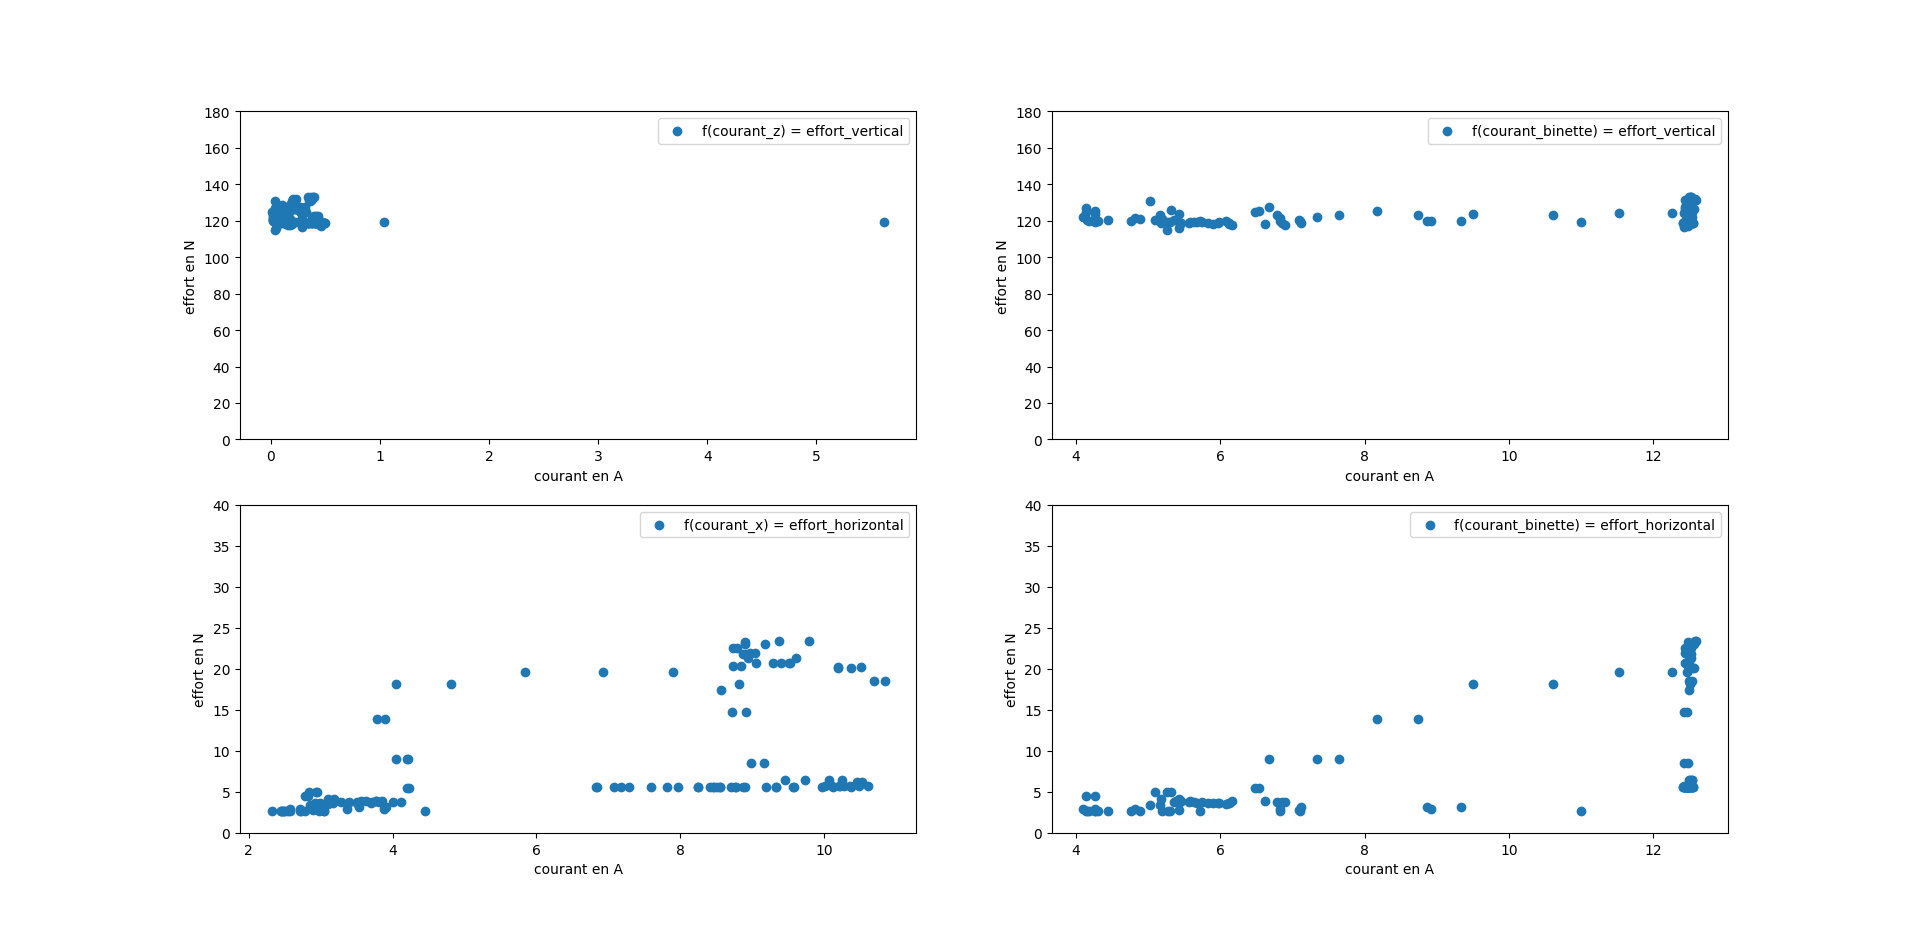 180
160
140
120
100
80
60
40
20
0
effort en N
f(courant_z) = effort_vertical
0 1 2 3 4 5
courant en A
180
160
140
120
100
80
60
40
20
0
effort en N
f(courant_binette) = effort_vertical
4 6 8 10 12
courant en A
40
35
30
25
20
15
10
5
0
effort en N
f(courant_x) = effort_horizontal
2 4 6 8 10
courant en A
40
35
30
25
20
15
10
5
0
effort en N
f(courant_binette) = effort_horizontal
4 6 8 10 12
courant en A